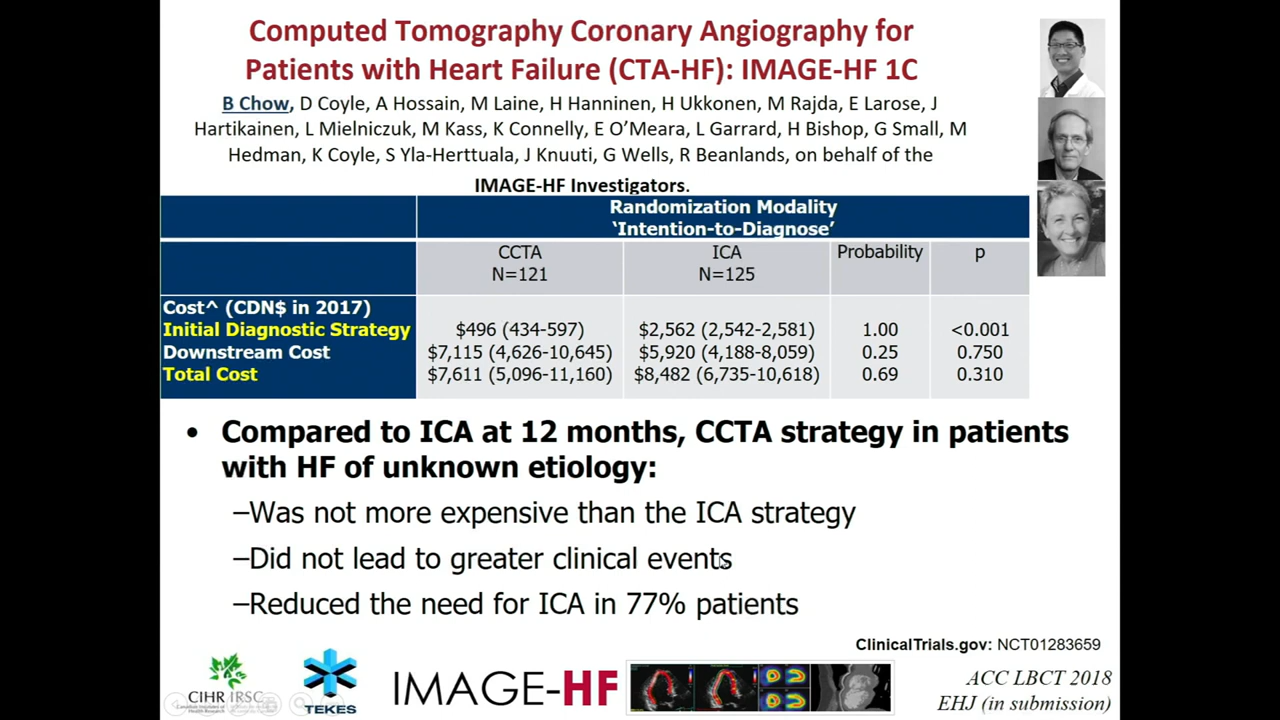 Computed Tomography Coronary Angiography for
Patients with Heart Failure (CTA-HF): IMAGE-HF 1C
B Chow, D Coyle, A Hossain, M Laine, H Hanninen, H Ukkonen, M Rajda, E Larose, J
Hartikainen, L Mielniczuk, M Kass, K Connelly, E O’Meara, L Garrard, H Bishop, G Small, M
Hedman, K Coyle, S Yla-Herttuala, J Knuuti, G Wells, R Beanlands, on behalf of the
IMAGE-HF Investigators.
Randomization Modality
‘Intention-to-Diagnose’
CCTA ICA Probability p
N=121 N=125
Cost^ (CDN$ in 2017)
Initial Diagnostic Strategy $496 (434-597) $2,562 (2,542-2,581) 1.00 <0.001
Downstream Cost $7,115 (4,626-10,645) $5,920 (4,188-8,059) 0.25 0.750
Total Cost $7,611 (5,096-11,160) $8,482 (6,735-10,618) 0.69 0.310
• Compared to ICA at 12 months, CCTA strategy in patients
with HF of unknown etiology:
–Was not more expensive than the ICA strategy
–Did not lead to greater clinical events
–Reduced the need for ICA in 77% patients
ClinicalTrials.gov: NCT01283659
CIHR IRSC
TEKES
IMAGE-HF
ACC LBCT 2018
EHJ (in submission)